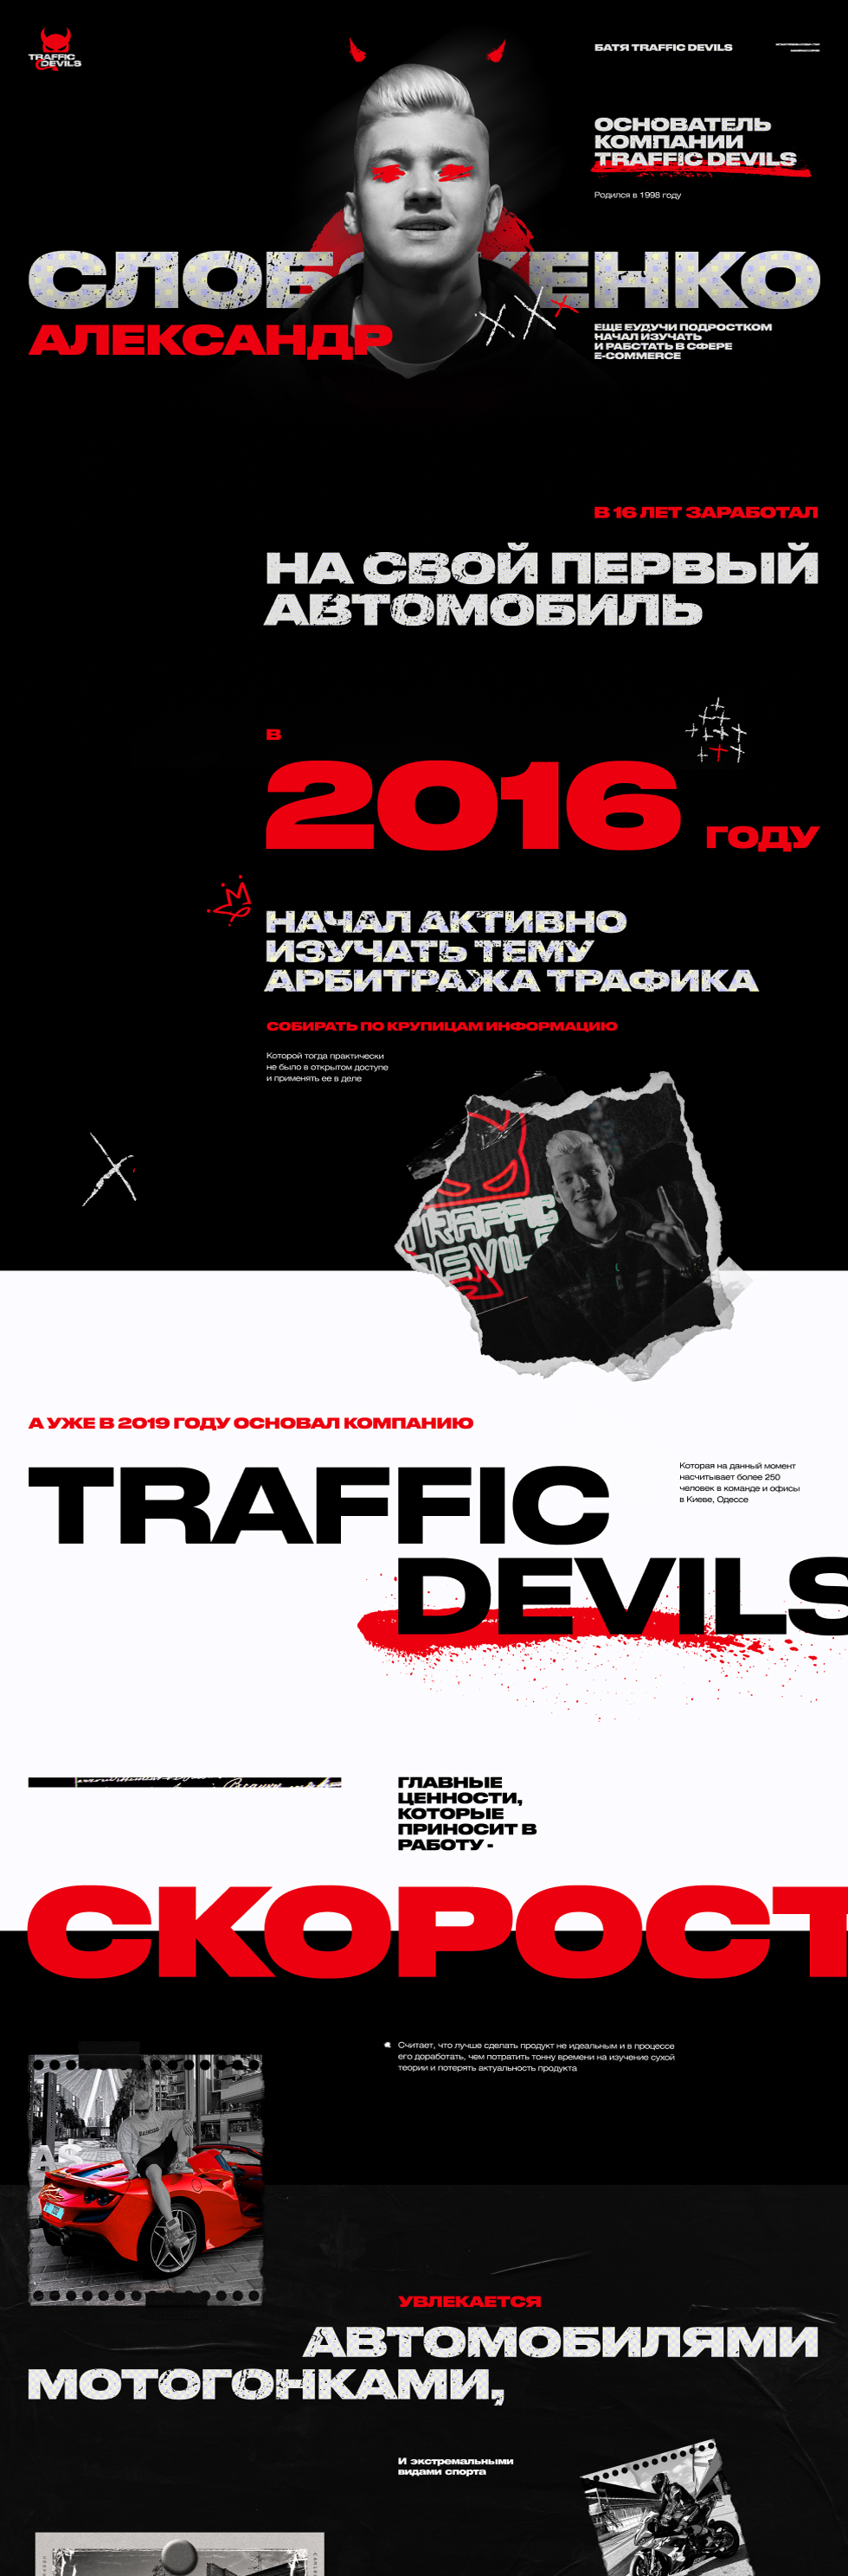 TRAFFIC
DEVILS
БАТЯ TRAFFIC DEVILS
ОСНОВАТЕЛЬ
КОМПАНИИ
TRAFFIC DEVILS
Родился в 1998 году
СЛОБ ЕНКО
АЛЕКСАНДР
ЕЩЕ БУДУЧИ ПОДРОСТКОМ
НАЧАЛ ИЗУЧАТЬ
И РАБОТАТЬ В СФЕРЕ
E-COMMERCE
В 16 ЛЕТ ЗАРАБОТАЛ
НА СВОЙ ПЕРВЫЙ
АВТОМОБИЛЬ
В
2016 ГОДУ
НАЧАЛ АКТИВНО
ИЗУЧАТЬ ТЕМУ
АРБИТРАЖА ТРАФИКА
СОБИРАТЬ ПО КРУПИЦАМ ИНФОРМАЦИЮ
Которой тогда практически
не было в открытом доступе
и применять ее в деле
TRAFFIC
DEVIL
А УЖЕ В 2019 ГОДУ ОСНОВАЛ КОМПАНИЮ
TRAFFIC
Которая на данный момент
насчитывает более 250
человек в команде и офисы
в Киеве, Одессе
DEVILS
ГЛАВНЫЕ
ЦЕННОСТИ,
КОТОРЫЕ
ПРИНОСИТ В
РАБОТУ -
СКОРОСТ
Считает, что лучше сделать продукт не идеальным и в процессе
его доработать, чем потратить тонну времени на изучение сухой
теории и потерять актуальность продукта
УВЛЕКАЕТСЯ
АВТОМОБИЛЯМИ
МОТОГОНКАМИ,
И экстремальными
видами спорта